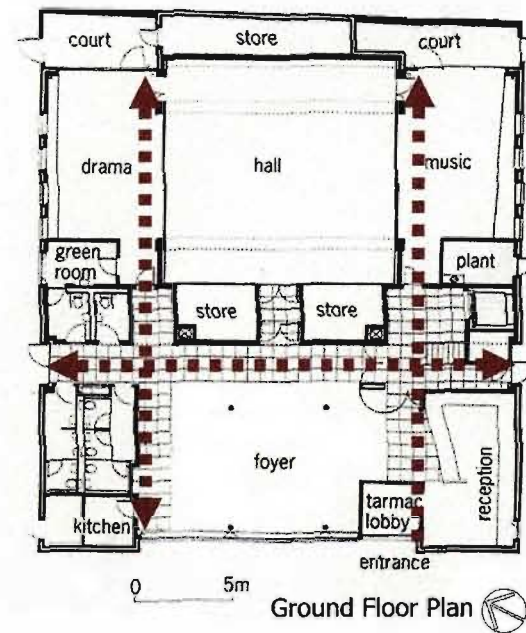 court
store
court
drama
hall
music
green
room
plant
store
store
foyer
tarmac
lobby
reception
kitchen
entrance
0 5m
Ground Floor Plan